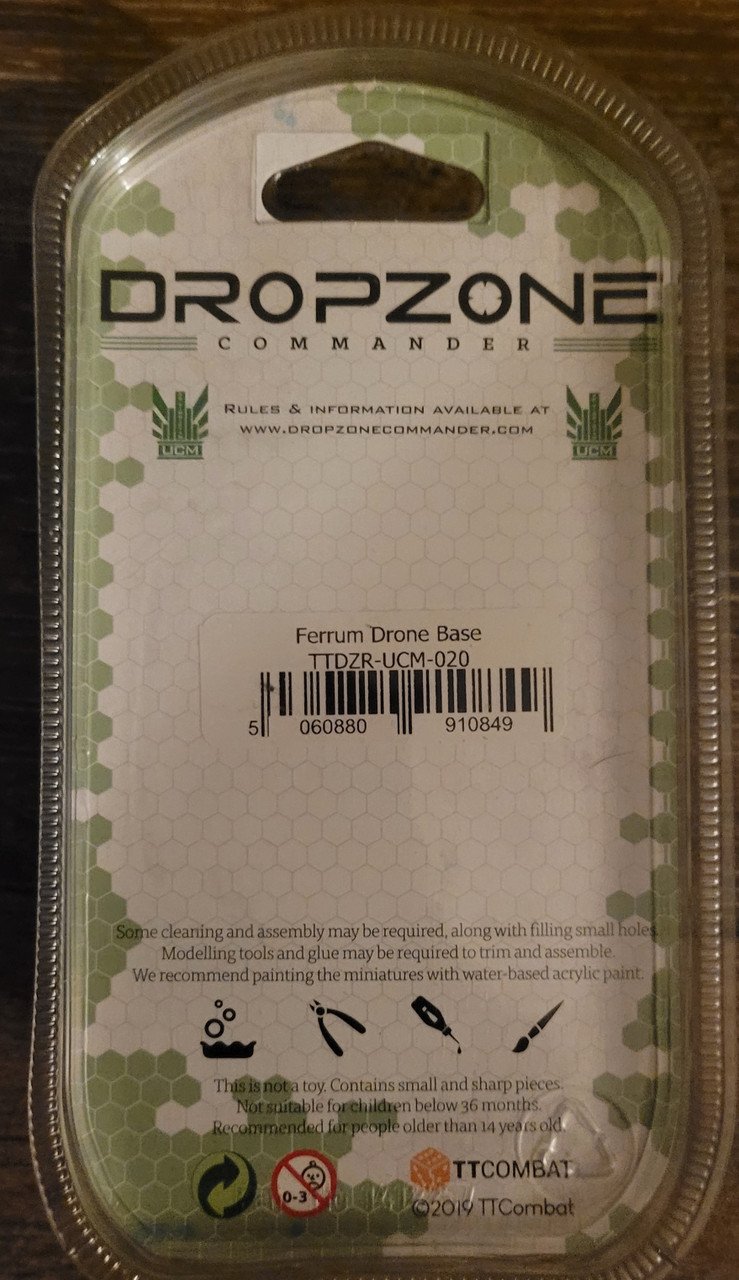 DROPZONE
COMMANDER
RULES & INFORMATION AVAILABLE AT
WWW.DROPZONECOMMANDER.COM
UCM UCM
Ferrum Drone Base
TTDZR-UCM-020
5 060880 910849
Some cleaning and assembly may be required, along with filling small holes.
Modelling tools and glue may be required to trim and assemble.
We recommend painting the miniatures with water-based acrylic paint.
This is not a toy. Contains small and sharp pieces.
Not suitable for children below 36 months.
Recommended for people older than 14 years old.
0-3
TTCOMBAT
©2019 TTCombat